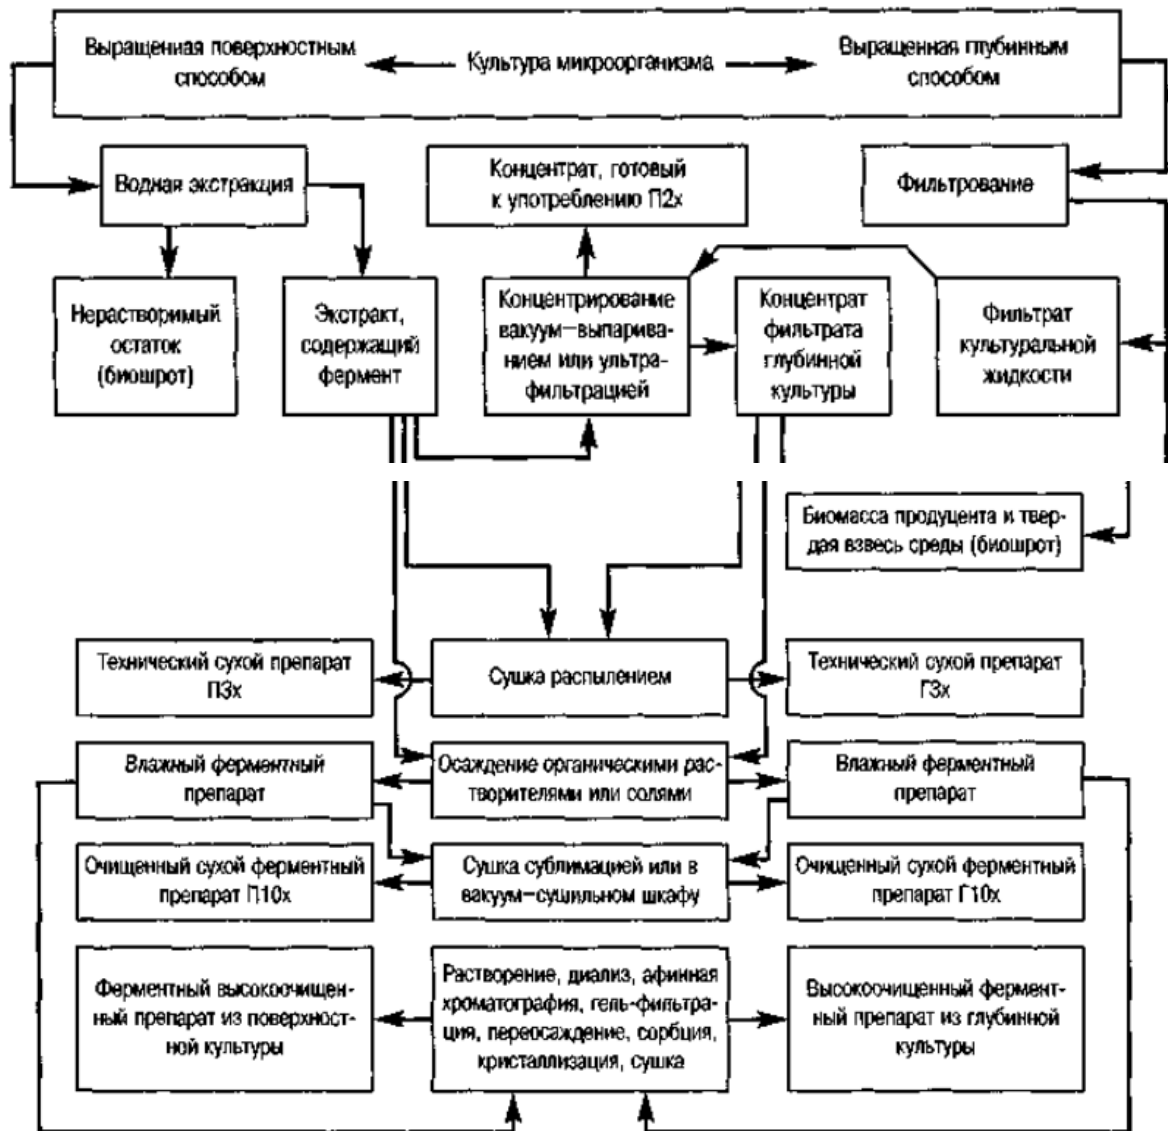 Выращенная поверхностным
способом
Культура микроорганизма
Выращенная глубинным
способом
Водная экстракция
Концентрат, готовый
к употреблению П2х
Фильтрование
Нерастворимый
остаток
(биошрот)
Экстракт,
содержащий
фермент
Концентрирование
вакуум-выпарива-
нием или ультра-
фильтрацией
Концентрат
фильтрата
глубинной
культуры
Фильтрат
культуральной
жидкости
Биомасса продуцента и твер-
дая взвесь среды (биошрот)
Технический сухой препарат
П3х
Сушка распылением
Технический сухой препарат
Г3х
Влажный ферментный
препарат
Осаждение органическими рас-
творителями или солями
Влажный ферментный
препарат
Очищенный сухой ферментный
препарат П10х
Сушка сублимацией или в
вакуум-сушильном шкафу
Очищенный сухой ферментный
препарат Г10х
Ферментный высокоочищен-
ный препарат из поверхност-
ной культуры
Растворение, диализ, афинная
хроматография, гель-фильтра-
ция, переосаждение, сорбция,
кристаллизация, сушка
Высокоочищенный фермент-
ный препарат из глубинной
культуры